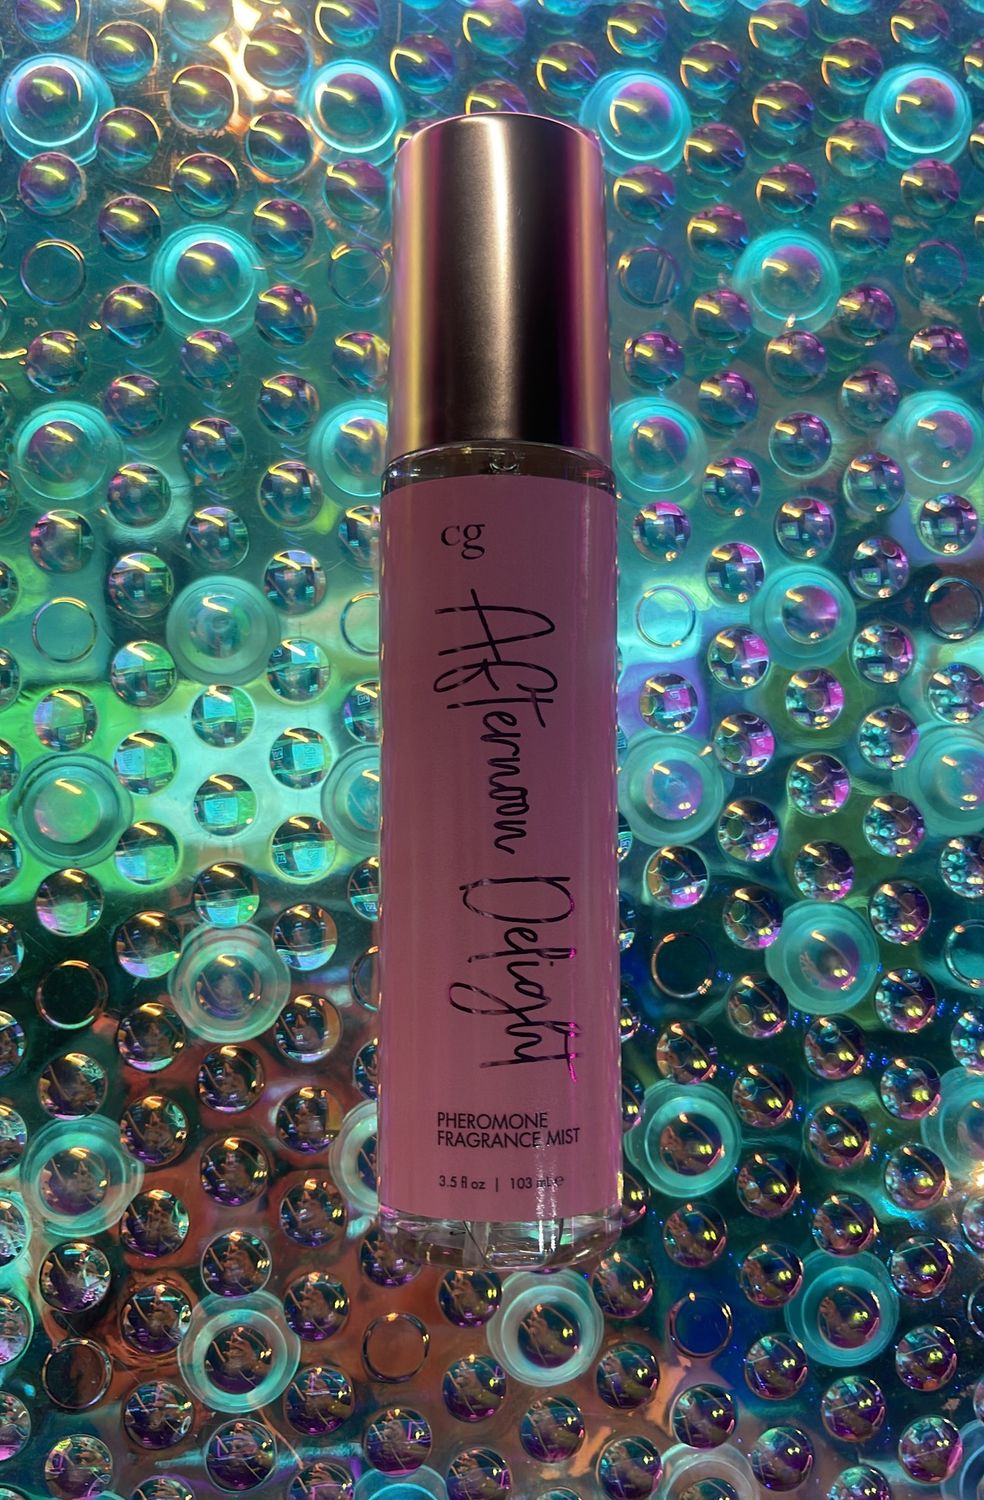 cg
Afternoon Delight
PHEROMONE
FRAGRANCE MIST
3.5 fl oz | 103 mL e